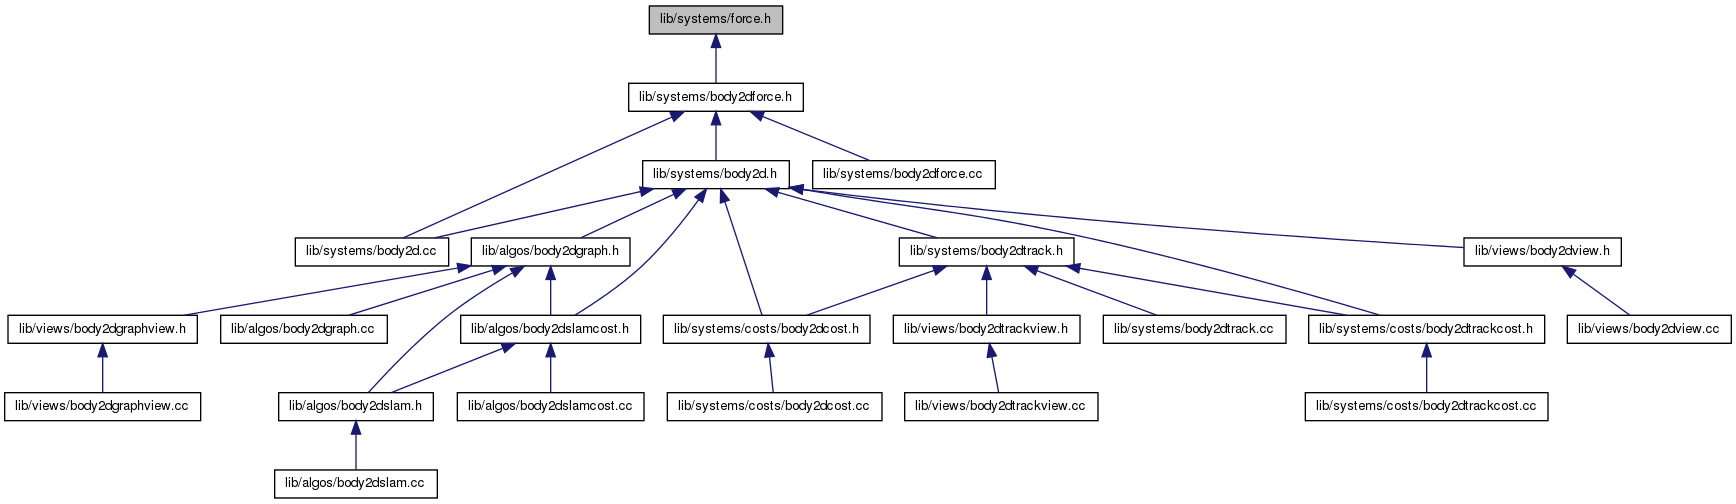 lib/systems/force.h
lib/systems/body2dforce.h
lib/systems/body2d.h
lib/systems/body2dforce.cc
lib/systems/body2d.cc
lib/algos/body2dgraph.h
lib/systems/body2dtrack.h
lib/views/body2dview.h
lib/views/body2dgraphview.h
lib/algos/body2dgraph.cc
lib/algos/body2dslamcost.h
lib/systems/costs/body2dcost.h
lib/views/body2dtrackview.h
lib/systems/body2dtrack.cc
lib/systems/costs/body2dtrackcost.h
lib/views/body2dview.cc
lib/views/body2dgraphview.cc
lib/algos/body2dslam.h
lib/algos/body2dslamcost.cc
lib/systems/costs/body2dcost.cc
lib/views/body2dtrackview.cc
lib/systems/costs/body2dtrackcost.cc
lib/algos/body2dslam.cc